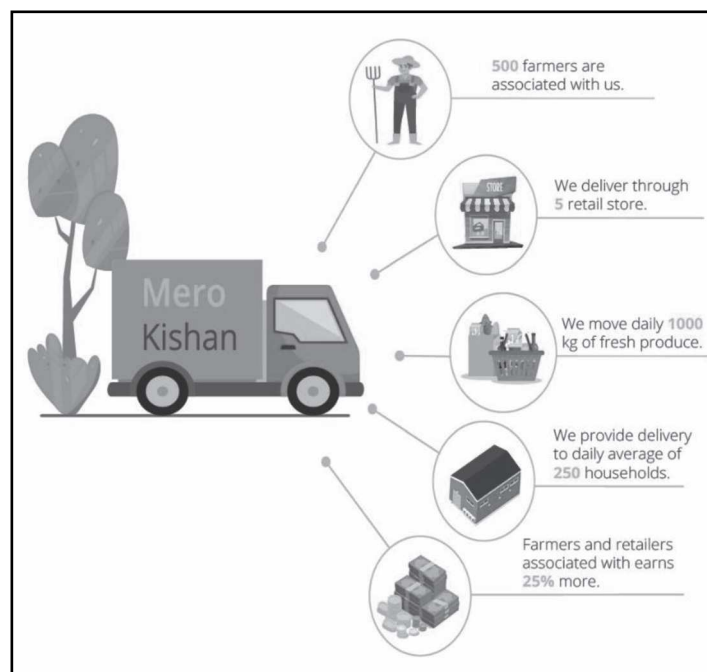 500 farmers are
associated with us.
STORE
We deliver through
5 retail store.
Mero
Kishan
We move daily 1000
kg of fresh produce.
We provide delivery
to daily average of
250 households.
Farmers and retailers
associated with earns
25% more.